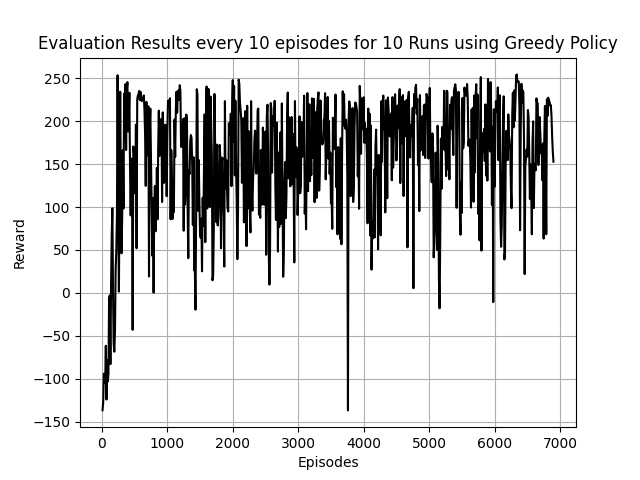 Evaluation Results every 10 episodes for 10 Runs using Greedy Policy
250
200
150
100
50
0
−50
−100
−150
Reward
0 1000 2000 3000 4000 5000 6000 7000
Episodes